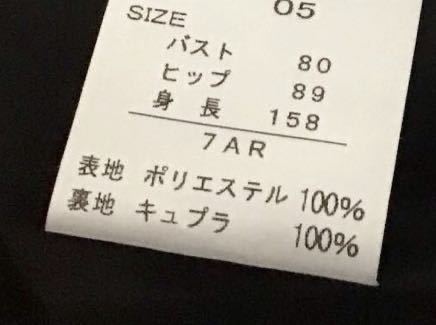 05
SIZE
バスト 80
ヒップ 89
身長 158
7AR
表地 ポリエステル 100%
裏地 キュプラ 100%